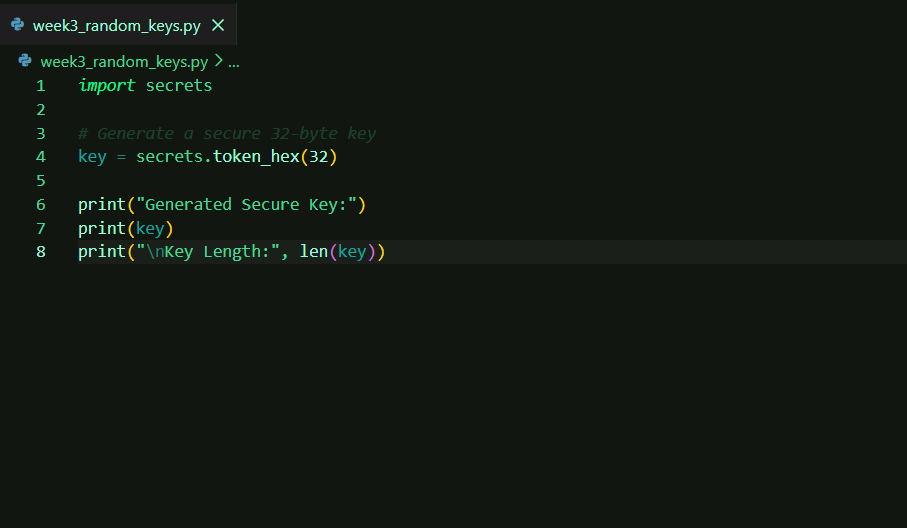 week3_random_keys.py
week3_random_keys.py > ...
1 import secrets
2
3 # Generate a secure 32-byte key
4 key = secrets.token_hex(32)
5
6 print("Generated Secure Key:")
7 print(key)
8 print("\nKey Length:", len(key))